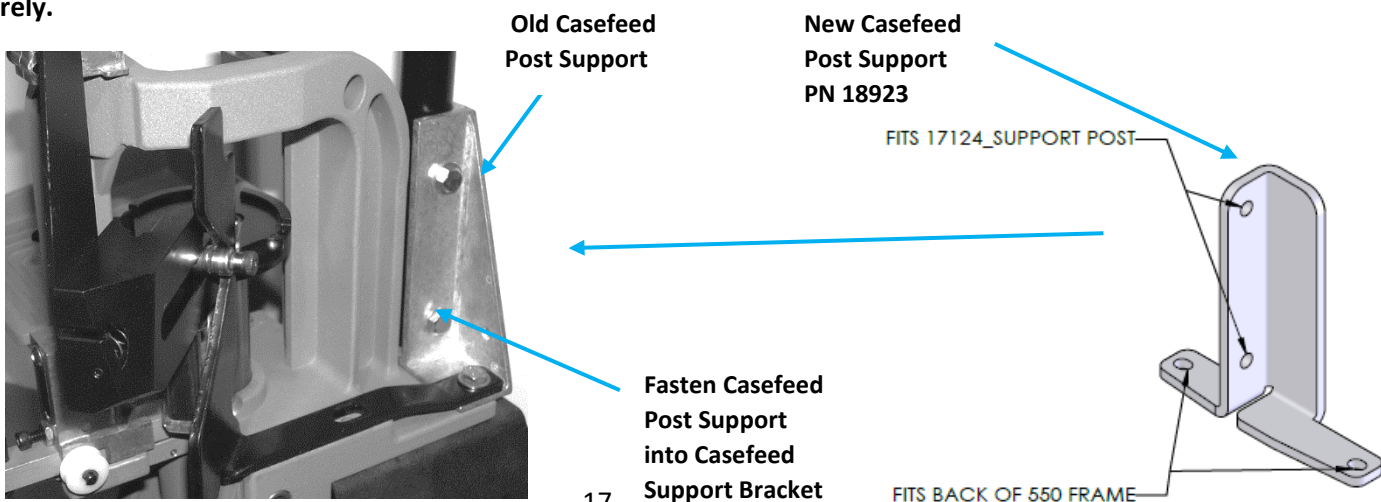 rely.
Old Casefeed
Post Support
New Casefeed
Post Support
PN 18923
FITS 17124_SUPPORT POST
Fasten Casefeed
Post Support
into Casefeed
Support Bracket
17
FITS BACK OF 550 FRAME